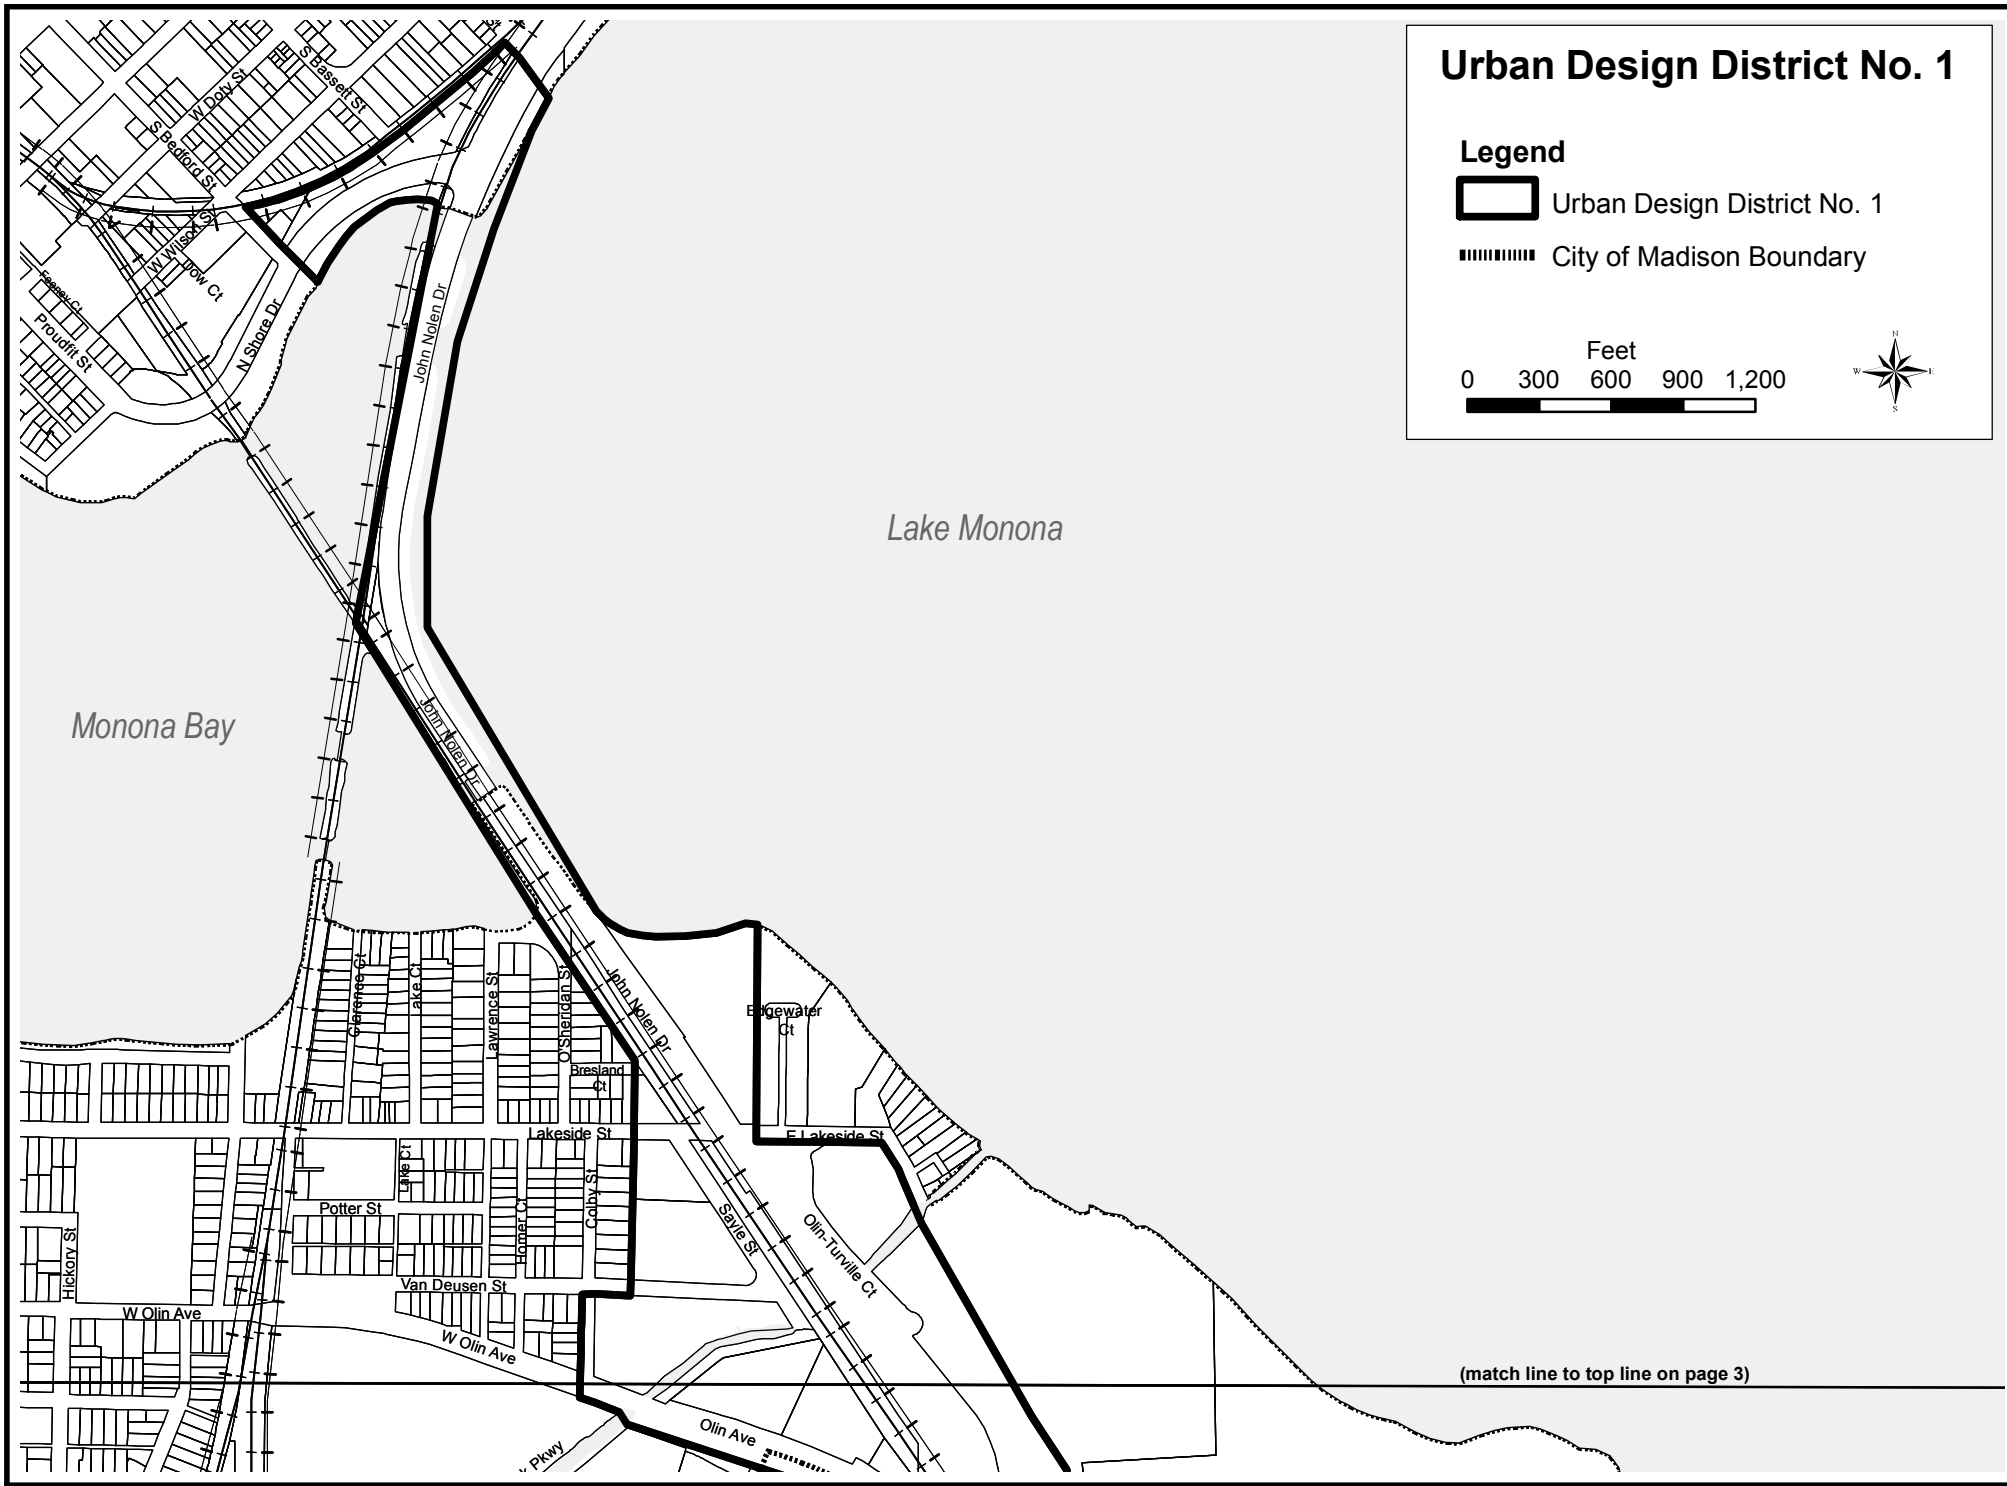 Urban Design District No. 1
Legend
Urban Design District No. 1
City of Madison Boundary
Feet
0 300 600 900 1,200
N
W E
S
S Bassett St
W Doty St
S Bedford St
W Wilson S
Dow Ct
Feeney Ct
Proudfit St
N Shore Dr
John Nolen Dr
Lake Monona
Monona Bay
John Nolen Dr
John Nolen Dr
Clarence Ct
Lake Ct
Lawrence St
O'Sheridan St
Edgewater
Ct
Bresland
Ct
Lakeside St
E Lakeside St
Lake Ct
Potter St
Homer Ct
Colby St
Sayle St
Olin-Turville Ct
Hickory St
Van Deusen St
W Olin Ave
W Olin Ave
(match line to top line on page 3)
Olin Ave
Pkwy